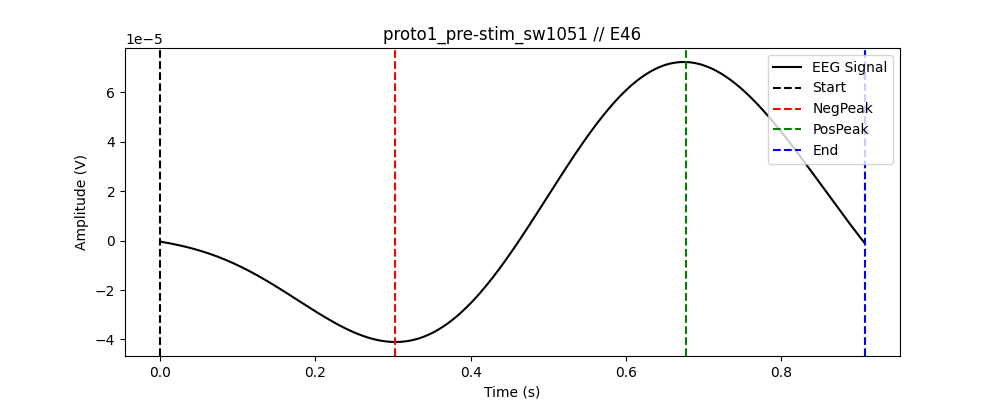 proto1_pre-stim_sw1051 // E46
1e−5
6
4
2
0
−2
−4
Amplitude (V)
EEG Signal
Start
NegPeak
PosPeak
End
0.0 0.2 0.4 0.6 0.8
Time (s)